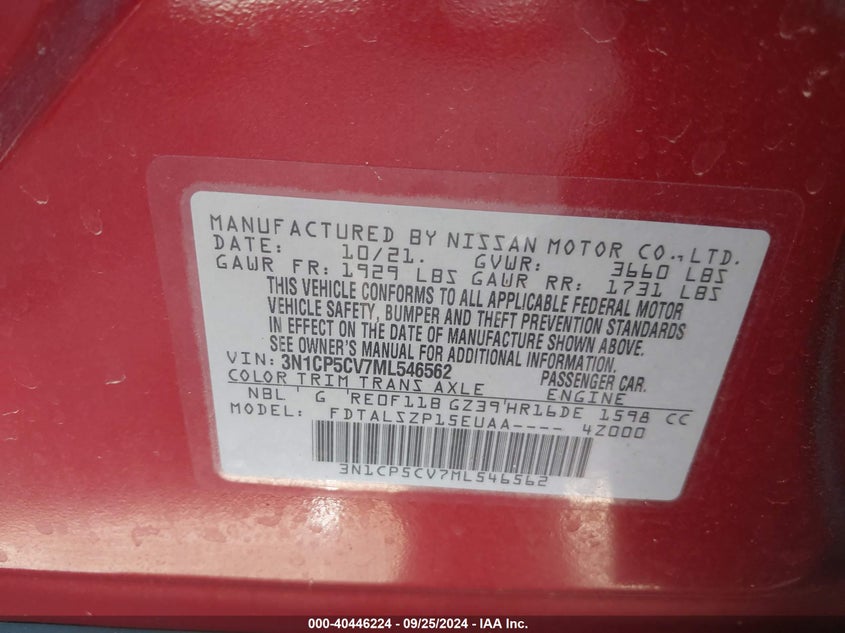 MANUFACTURED BY NISSAN MOTOR CO.,LTD.
DATE: 10/21. GVWR: 3660 LBS
GAWR FR: 1929 LBS GAWR RR: 1731 LBS
THIS VEHICLE CONFORMS TO ALL APPLICABLE FEDERAL MOTOR
VEHICLE SAFETY, BUMPER AND THEFT PREVENTION STANDARDS
IN EFFECT ON THE DATE OF MANUFACTURE SHOWN ABOVE.
SEE OWNER'S MANUAL FOR ADDITIONAL INFORMATION.
VIN: 3N1CP5CV7ML546562 PASSENGER CAR.
COLOR TRIM TRANS AXLE ENGINE
NBL ' G 'RE0F11B GZ39'HR16DE 1598 CC
MODEL: FDTALSZP15EUAA---- 4Z000
3N1CP5CV7ML546562
000-40446224 - 09/25/2024 - IAA Inc.